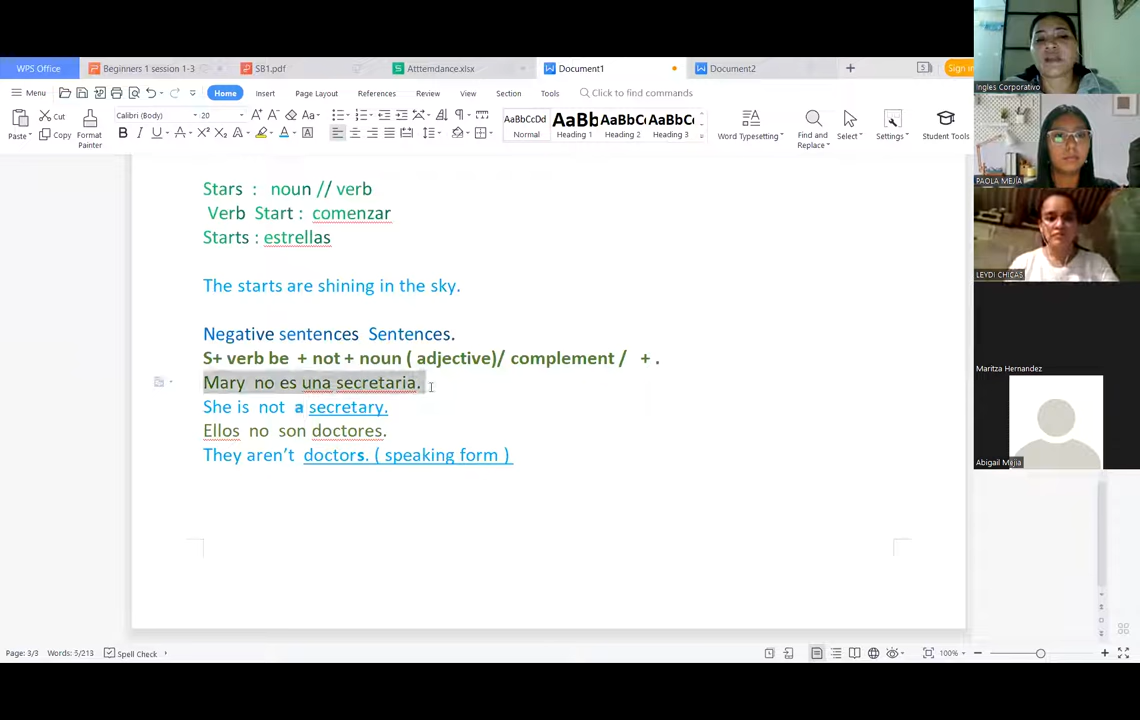 WPS Office
Beginners 1 session 1-3
SB1.pdf
Attterndance.xlsx
Document1
Document2
Sign in
Menu
Home
Insert
Page Layout
References
Review
View
Section
Tools
Click to find commands
Paste
Cut
Copy
Format Painter
Calibri (Body)
20
AaBbCcDd
Normal
AaBb
Heading 1
AaBbC
Heading 2
AaBbC
Heading 3
Word Typesetting
Find and Replace
Select
Settings
Student Tools
Stars : noun // verb
Verb Start : comenzar
Starts : estrellas
The starts are shining in the sky.
Negative sentences Sentences.
S+ verb be + not + noun ( adjective)/ complement / + .
Mary no es una secretaria.
She is not a secretary.
Ellos no son doctores.
They aren't doctors. ( speaking form )
Page: 3/3 Words: 5/213 Spell Check
100%
Ingles Corporativo
PAOLA MEJÍA
LEYDI CHICAS
Maritza Hernandez
Abigail Mejia